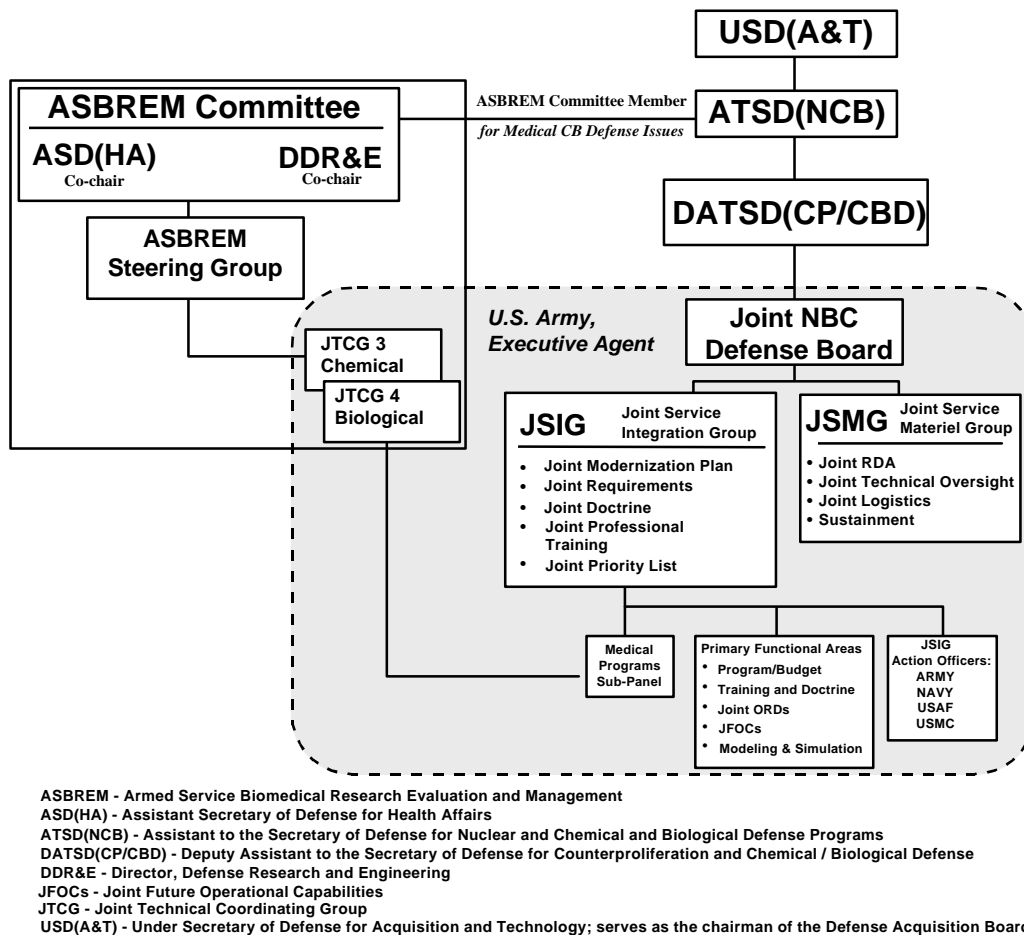 USD(A&T)
ASBREM Committee
ASD(HA)
Co-chair
DDR&E
Co-chair
ASBREM Committee Member
for Medical CB Defense Issues
ATSD(NCB)
DATSD(CP/CBD)
ASBREM
Steering Group
U.S. Army,
Executive Agent
Joint NBC
Defense Board
JTCG 3
Chemical
JTCG 4
Biological
JSIG
Joint Service
Integration Group
• Joint Modernization Plan
• Joint Requirements
• Joint Doctrine
• Joint Professional
Training
• Joint Priority List
JSMG
Joint Service
Materiel Group
• Joint RDA
• Joint Technical Oversight
• Joint Logistics
• Sustainment
Medical
Programs
Sub-Panel
Primary Functional Areas
• Program/Budget
• Training and Doctrine
• Joint ORDs
• JFOCs
• Modeling & Simulation
JSIG
Action Officers:
ARMY
NAVY
USAF
USMC
ASBREM - Armed Service Biomedical Research Evaluation and Management
ASD(HA) - Assistant Secretary of Defense for Health Affairs
ATSD(NCB) - Assistant to the Secretary of Defense for Nuclear and Chemical and Biological Defense Programs
DATSD(CP/CBD) - Deputy Assistant to the Secretary of Defense for Counterproliferation and Chemical / Biological Defense
DDR&E - Director, Defense Research and Engineering
JFOCs - Joint Future Operational Capabilities
JTCG - Joint Technical Coordinating Group
USD(A&T) - Under Secretary of Defense for Acquisition and Technology; serves as the chairman of the Defense Acquisition Board